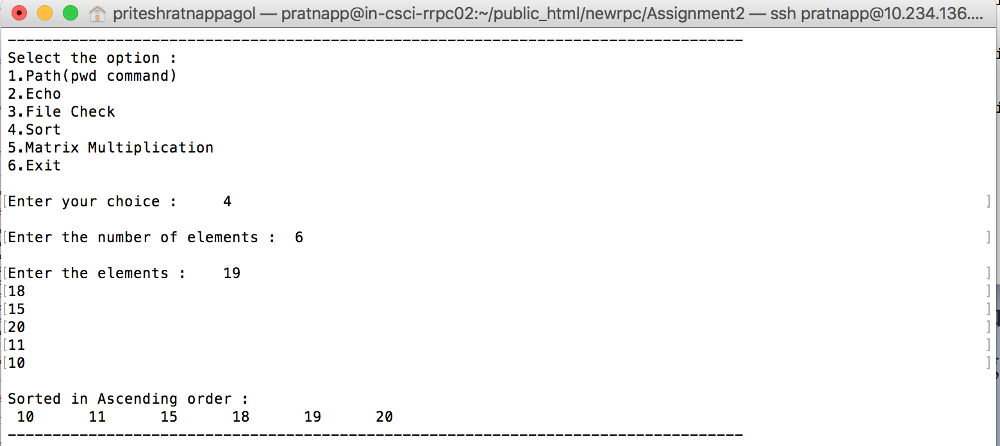 priteshratnappagol — pratnapp@in-csci-rrpc02:~/public_html/newrpc/Assignment2 — ssh pratnapp@10.234.136....
----------------------------------------------------------------------------------
Select the option :
1.Path(pwd command)
2.Echo
3.File Check
4.Sort
5.Matrix Multiplication
6.Exit
[Enter your choice :     4 ]
[Enter the number of elements :  6 ]
[Enter the elements :    19 ]
[18 ]
[15 ]
[20 ]
[11 ]
[10 ]
Sorted in Ascending order :
 10      11      15      18      19      20
----------------------------------------------------------------------------------